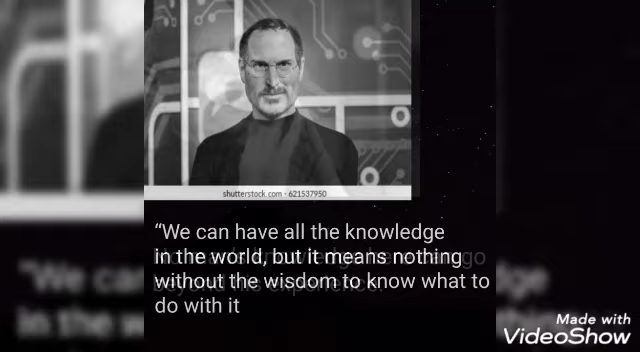 shutterstock.com · 621537950
“We can have all the knowledge
in the world, but it means nothing
without the wisdom to know what to
do with it
Made with
VideoShow